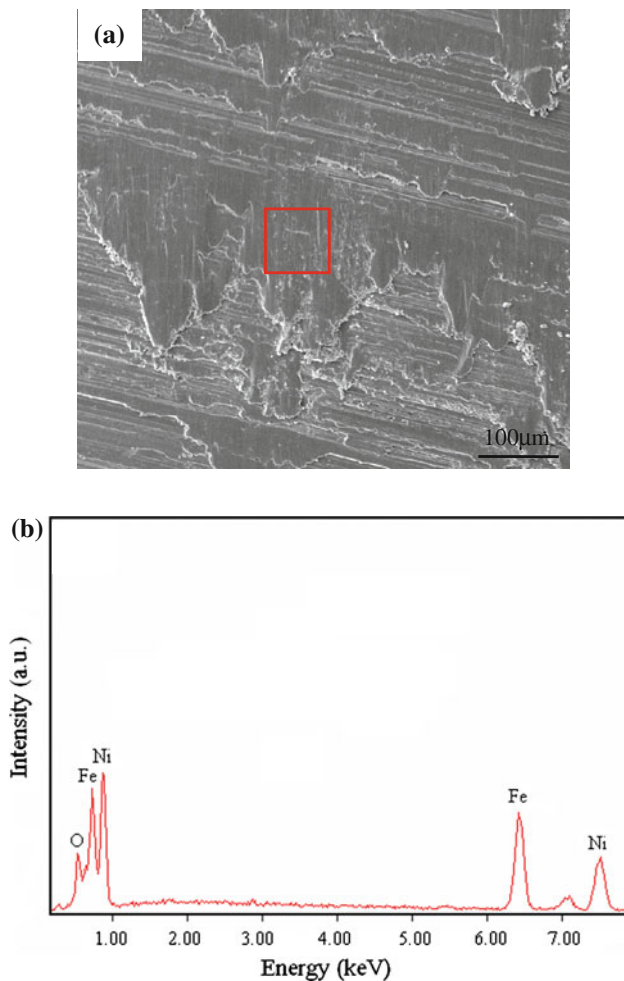 (a)
100μm
(b)
Intensity (a.u.)
Ni
Fe
O
Fe
Ni
1.00 2.00 3.00 4.00 5.00 6.00 7.00
Energy (keV)